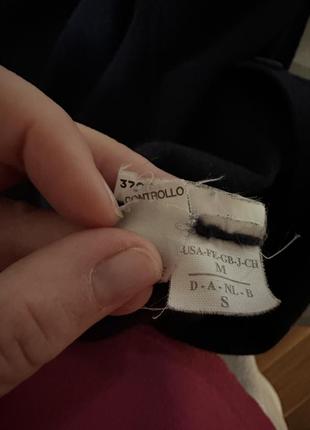 CONTROLLO
USA-FE-GB-J-CH
M
D - A - NL - B
S